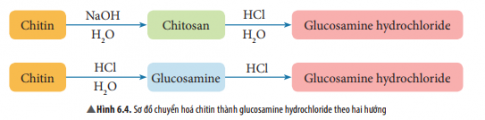 NaOH HCl
Chitin Chitosan Glucosamine hydrochloride
H₂O H₂O
HCl HCl
Chitin Glucosamine Glucosamine hydrochloride
H₂O
▲Hình 6.4. Sơ đồ chuyển hoá chitin thành glucosamine hydrochloride theo hai hướng